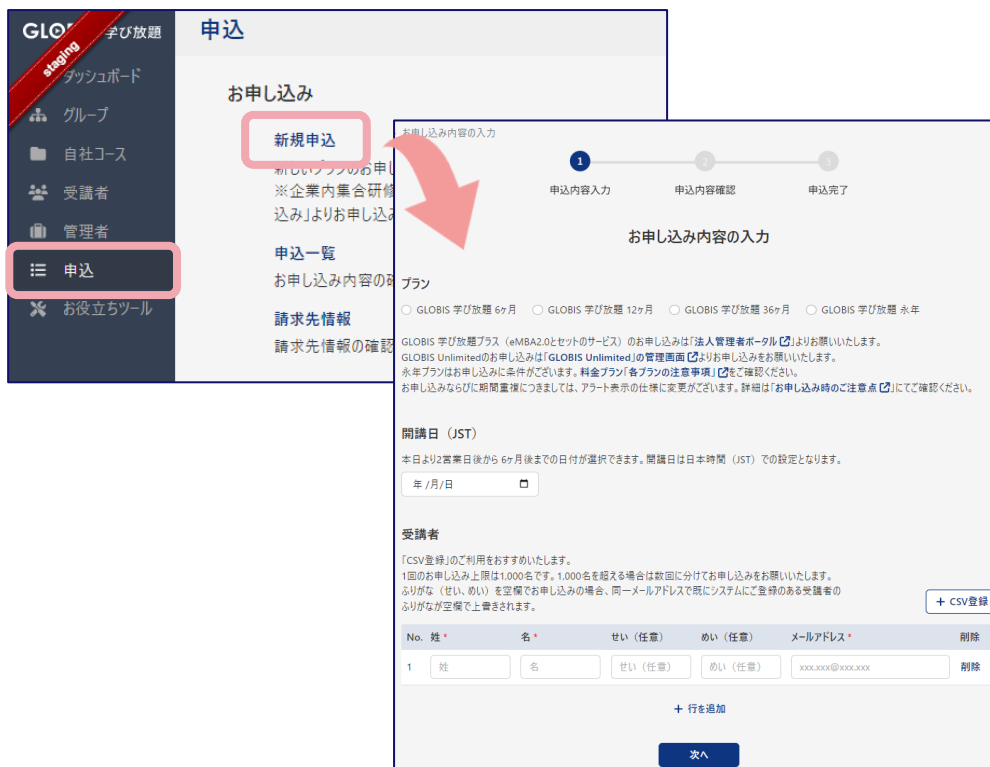 GLO
学び放題
staging
ダッシュボード
グループ
自社コース
受講者
管理者
申込
お役立ちツール
申込
お申し込み
新規申込
新しいプランのお申し
※企業内集合研修
込み」よりお申し込み
申込一覧
お申し込み内容の確
請求先情報
請求先情報の確認
お申し込み内容の入力
1 2 3
申込内容入力 申込内容確認 申込完了
お申し込み内容の入力
プラン
GLOBIS 学び放題 6ヶ月 GLOBIS 学び放題 12ヶ月 GLOBIS 学び放題 36ヶ月 GLOBIS 学び放題 永年
GLOBIS 学び放題プラス（eMBA2.0とセットのサービス）のお申し込みは「法人管理者ポータル」よりお願いいたします。
GLOBIS Unlimitedのお申し込みは「GLOBIS Unlimited」の管理画面よりお申し込みをお願いいたします。
永年プランはお申し込みに条件がございます。料金プラン「各プランの注意事項」をご確認ください。
お申し込みならびに期間重複につきましては、アラート表示の仕様に変更がございます。詳細は「お申し込み時のご注意点」にてご確認ください。
開講日（JST）
本日より2営業日後から 6ヶ月後までの日付が選択できます。開講日は日本時間（JST）での設定となります。
年 /月/日
受講者
「CSV登録」のご利用をおすすめいたします。
1回のお申し込み上限は1,000名です。1,000名を超える場合は数回に分けてお申し込みをお願いいたします。
ふりがな（せい、めい）を空欄でお申し込みの場合、同一メールアドレスで既にシステムにご登録のある受講者の
ふりがなが空欄で上書きされます。
+ CSV登録
No. 姓 * 名 * せい（任意） めい（任意） メールアドレス * 削除
1 姓 名 せい（任意） めい（任意） xxx.xxx@xxx.xxx 削除
+ 行を追加
次へ